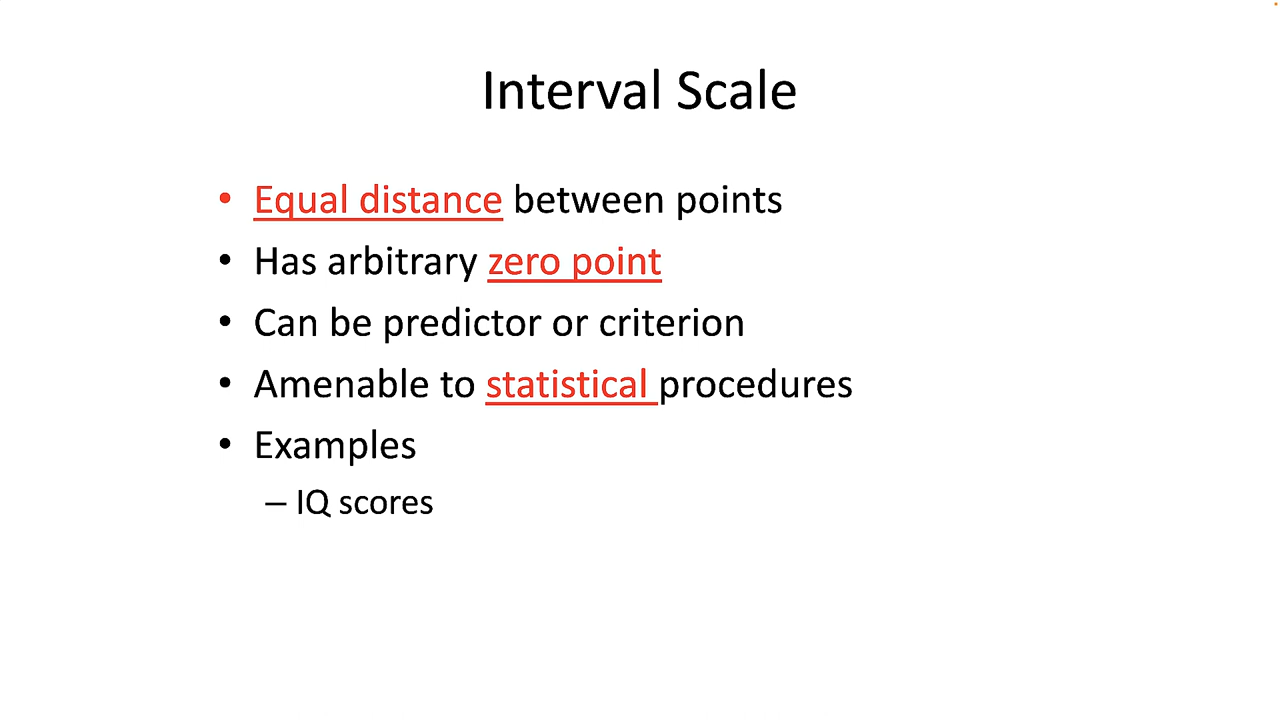 Interval Scale
• Equal distance between points
• Has arbitrary zero point
• Can be predictor or criterion
• Amenable to statistical procedures
• Examples
– IQ scores